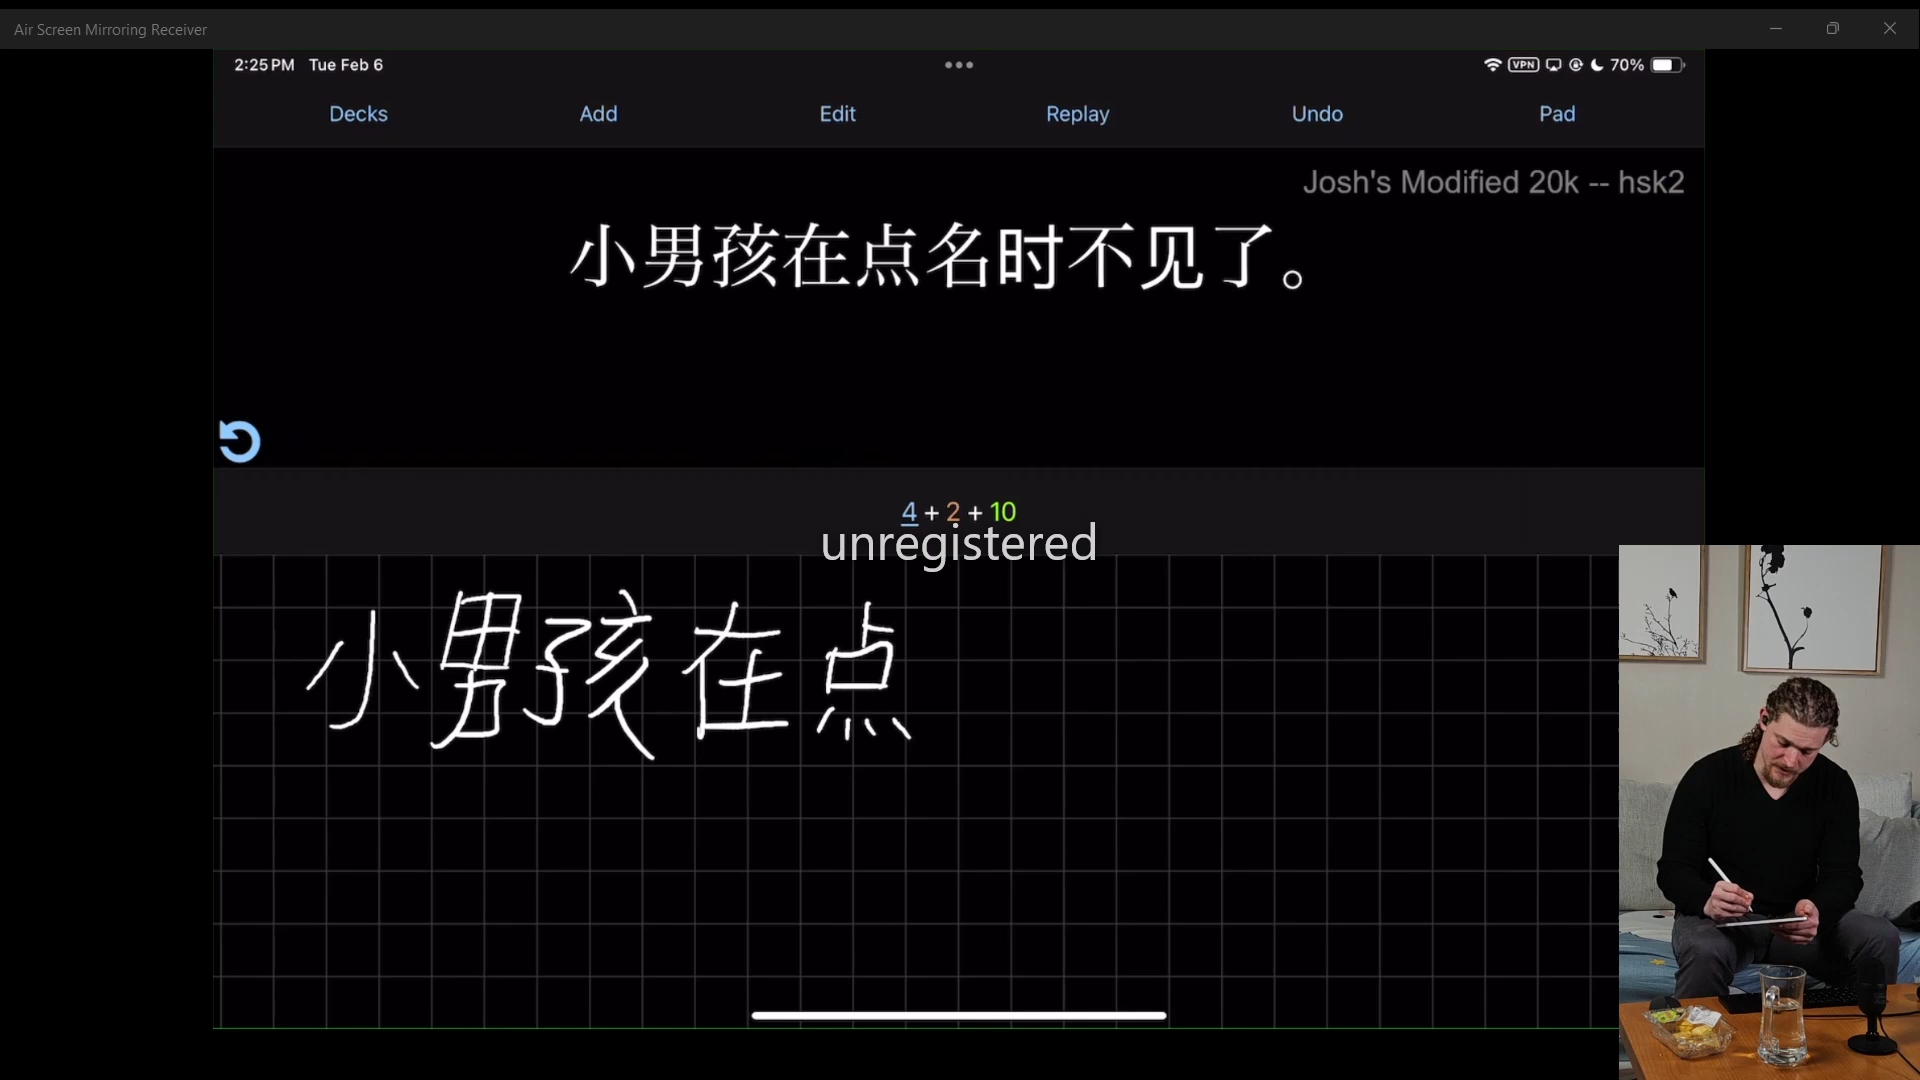 Air Screen Mirroring Receiver
2:25 PM Tue Feb 6
VPN 70%
Decks Add Edit Replay Undo Pad
Josh's Modified 20k -- hsk2
小男孩在点名时不见了。
4 + 2 + 10
unregistered
小男孩在点